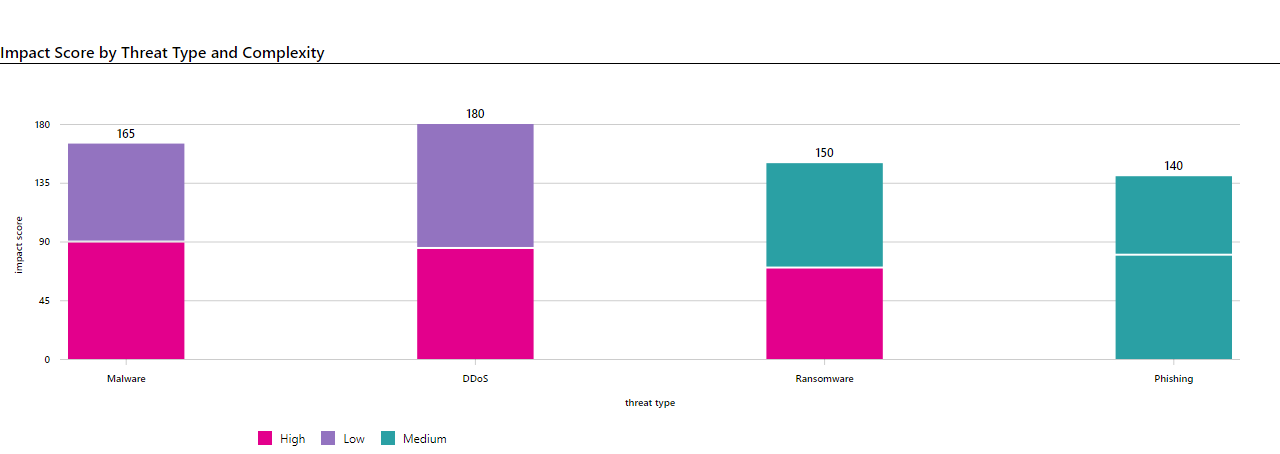 Impact Score by Threat Type and Complexity
180
165
180
150
140
135
90
45
0
impact score
Malware
DDoS
Ransomware
Phishing
threat type
High
Low
Medium